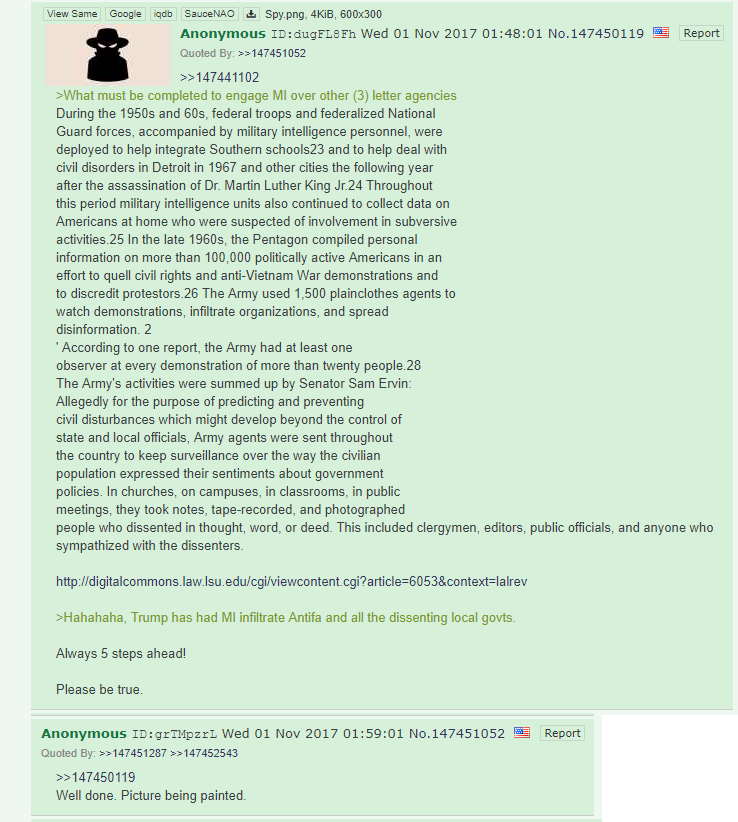 View Same Google iqdb SauceNAO Spy.png, 4KiB, 600x300
Anonymous ID:dugFL8Fh Wed 01 Nov 2017 01:48:01 No.147450119 Report
Quoted By: >>147451052
>>147441102
>What must be completed to engage MI over other (3) letter agencies
During the 1950s and 60s, federal troops and federalized National
Guard forces, accompanied by military intelligence personnel, were
deployed to help integrate Southern schools23 and to help deal with
civil disorders in Detroit in 1967 and other cities the following year
after the assassination of Dr. Martin Luther King Jr.24 Throughout
this period military intelligence units also continued to collect data on
Americans at home who were suspected of involvement in subversive
activities.25 In the late 1960s, the Pentagon compiled personal
information on more than 100,000 politically active Americans in an
effort to quell civil rights and anti-Vietnam War demonstrations and
to discredit protestors.26 The Army used 1,500 plainclothes agents to
watch demonstrations, infiltrate organizations, and spread
disinformation. 2
' According to one report, the Army had at least one
observer at every demonstration of more than twenty people.28
The Army's activities were summed up by Senator Sam Ervin:
Allegedly for the purpose of predicting and preventing
civil disturbances which might develop beyond the control of
state and local officials, Army agents were sent throughout
the country to keep surveillance over the way the civilian
population expressed their sentiments about government
policies. In churches, on campuses, in classrooms, in public
meetings, they took notes, tape-recorded, and photographed
people who dissented in thought, word, or deed. This included clergymen, editors, public officials, and anyone who
sympathized with the dissenters.
http://digitalcommons.law.lsu.edu/cgi/viewcontent.cgi?article=6053&context=lalrev
>Hahahaha, Trump has had MI infiltrate Antifa and all the dissenting local govts.
Always 5 steps ahead!
Please be true.
Anonymous ID:grTMpzrL Wed 01 Nov 2017 01:59:01 No.147451052 Report
Quoted By: >>147451287 >>147452543
>>147450119
Well done. Picture being painted.